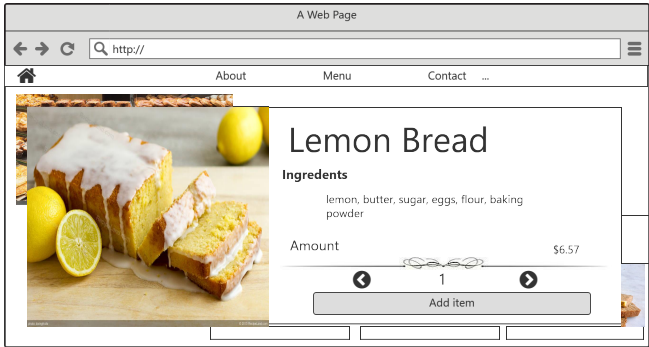 A Web Page
http://
About Menu Contact ...
Lemon Bread
Ingredents
lemon, butter, sugar, eggs, flour, baking
powder
Amount $6.57
1
Add item